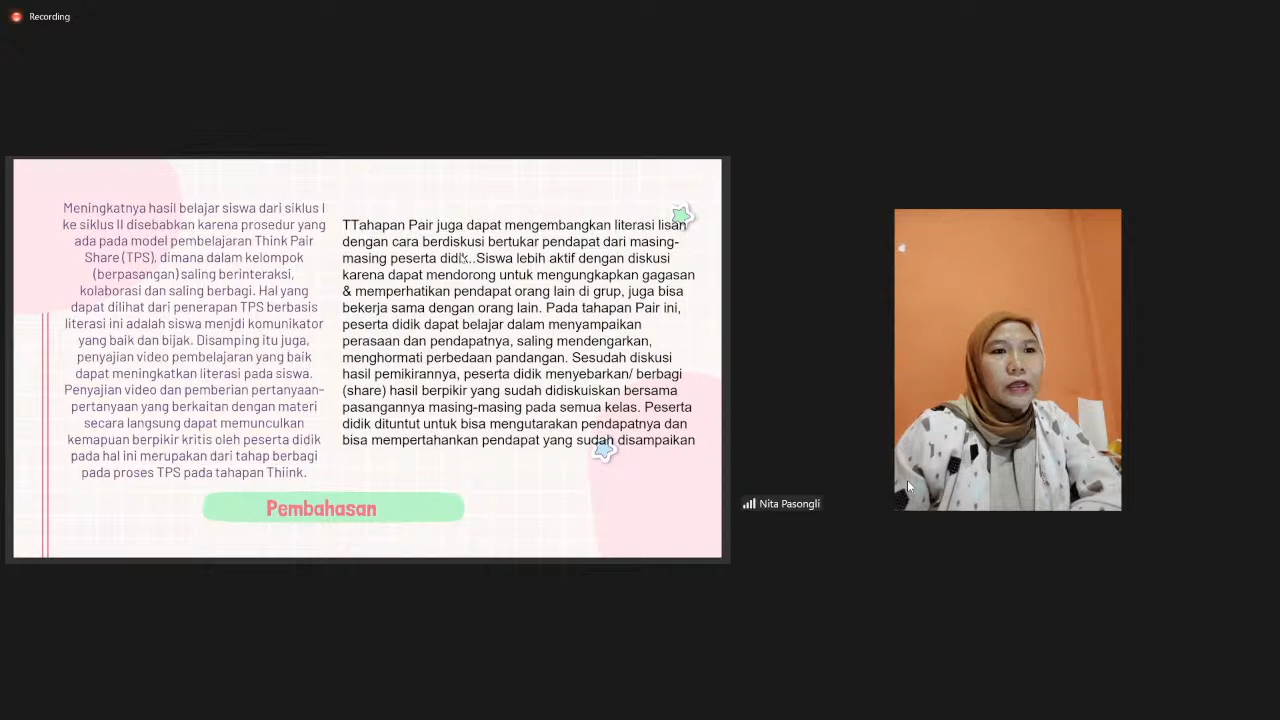 Recording
Meningkatnya hasil belajar siswa dari siklus I
ke siklus II disebabkan karena prosedur yang
ada pada model pembelajaran Think Pair
Share (TPS), dimana dalam kelompok
(berpasangan) saling berinteraksi,
kolaborasi dan saling berbagi. Hal yang
dapat dilihat dari penerapan TPS berbasis
literasi ini adalah siswa menjdi komunikator
yang baik dan bijak. Disamping itu juga,
penyajian video pembelajaran yang baik
dapat meningkatkan literasi pada siswa.
Penyajian video dan pemberian pertanyaan-
pertanyaan yang berkaitan dengan materi
secara langsung dapat memunculkan
kemapuan berpikir kritis oleh peserta didik
pada hal ini merupakan dari tahap berbagi
pada proses TPS pada tahapan Thiink.
TTahapan Pair juga dapat mengembangkan literasi lisan
dengan cara berdiskusi bertukar pendapat dari masing-
masing peserta didik...Siswa lebih aktif dengan diskusi
karena dapat mendorong untuk mengungkapkan gagasan
& memperhatikan pendapat orang lain di grup, juga bisa
bekerja sama dengan orang lain. Pada tahapan Pair ini,
peserta didik dapat belajar dalam menyampaikan
perasaan dan pendapatnya, saling mendengarkan,
menghormati perbedaan pandangan. Sesudah diskusi
hasil pemikirannya, peserta didik menyebarkan/ berbagi
(share) hasil berpikir yang sudah didiskuiskan bersama
pasangannya masing-masing pada semua kelas. Peserta
didik dituntut untuk bisa mengutarakan pendapatnya dan
bisa mempertahankan pendapat yang sudah disampaikan
Pembahasan
Nita Pasongli